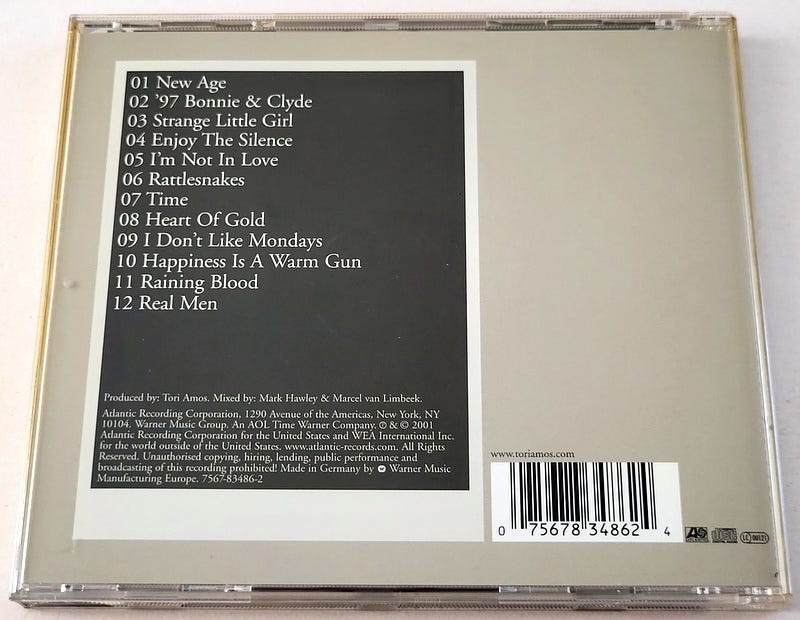 01 New Age
02 '97 Bonnie & Clyde
03 Strange Little Girl
04 Enjoy The Silence
05 I'm Not In Love
06 Rattlesnakes
07 Time
08 Heart Of Gold
09 I Don't Like Mondays
10 Happiness Is A Warm Gun
11 Raining Blood
12 Real Men
Produced by: Tori Amos. Mixed by: Mark Hawley & Marcel van Limbeek.
Atlantic Recording Corporation, 1290 Avenue of the Americas, New York, NY
10104. Warner Music Group. An AOL Time Warner Company. ℗ & © 2001
Atlantic Recording Corporation for the United States and WEA International Inc.
for the world outside of the United States. www.atlantic-records.com. All Rights
Reserved. Unauthorised copying, hiring, lending, public performance and
broadcasting of this recording prohibited! Made in Germany by Warner Music
Manufacturing Europe. 7567-83486-2
www.toriamos.com
0 75678 34862 4
LC 00121